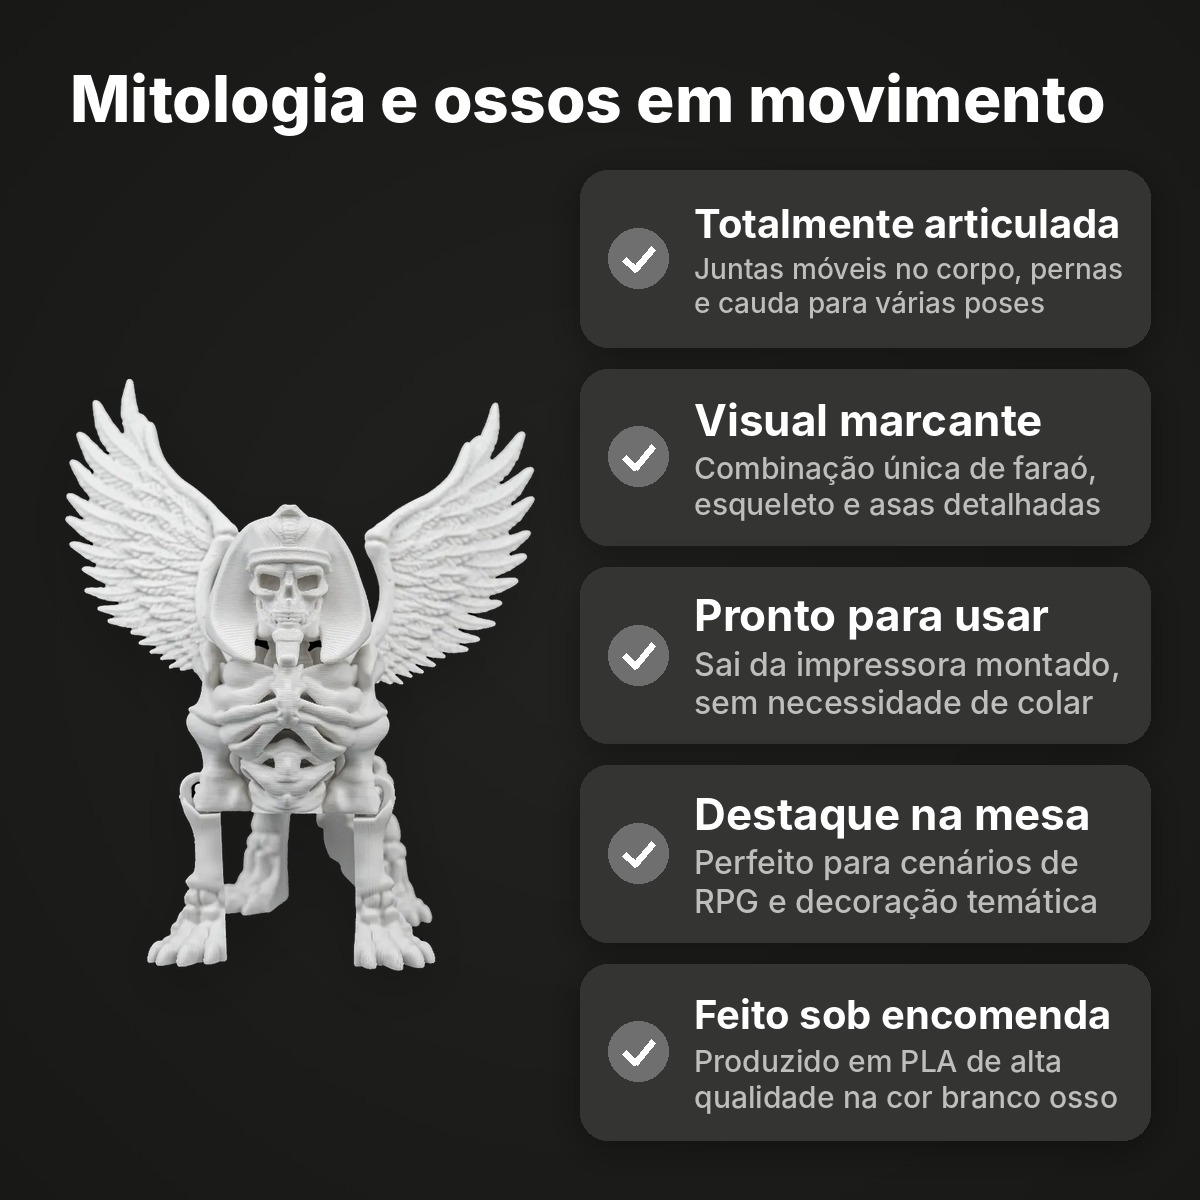 Mitologia e ossos em movimento
Totalmente articulada
Juntas móveis no corpo, pernas
e cauda para várias poses
Visual marcante
Combinação única de faraó,
esqueleto e asas detalhadas
Pronto para usar
Sai da impressora montado,
sem necessidade de colar
Destaque na mesa
Perfeito para cenários de
RPG e decoração temática
Feito sob encomenda
Produzido em PLA de alta
qualidade na cor branco osso